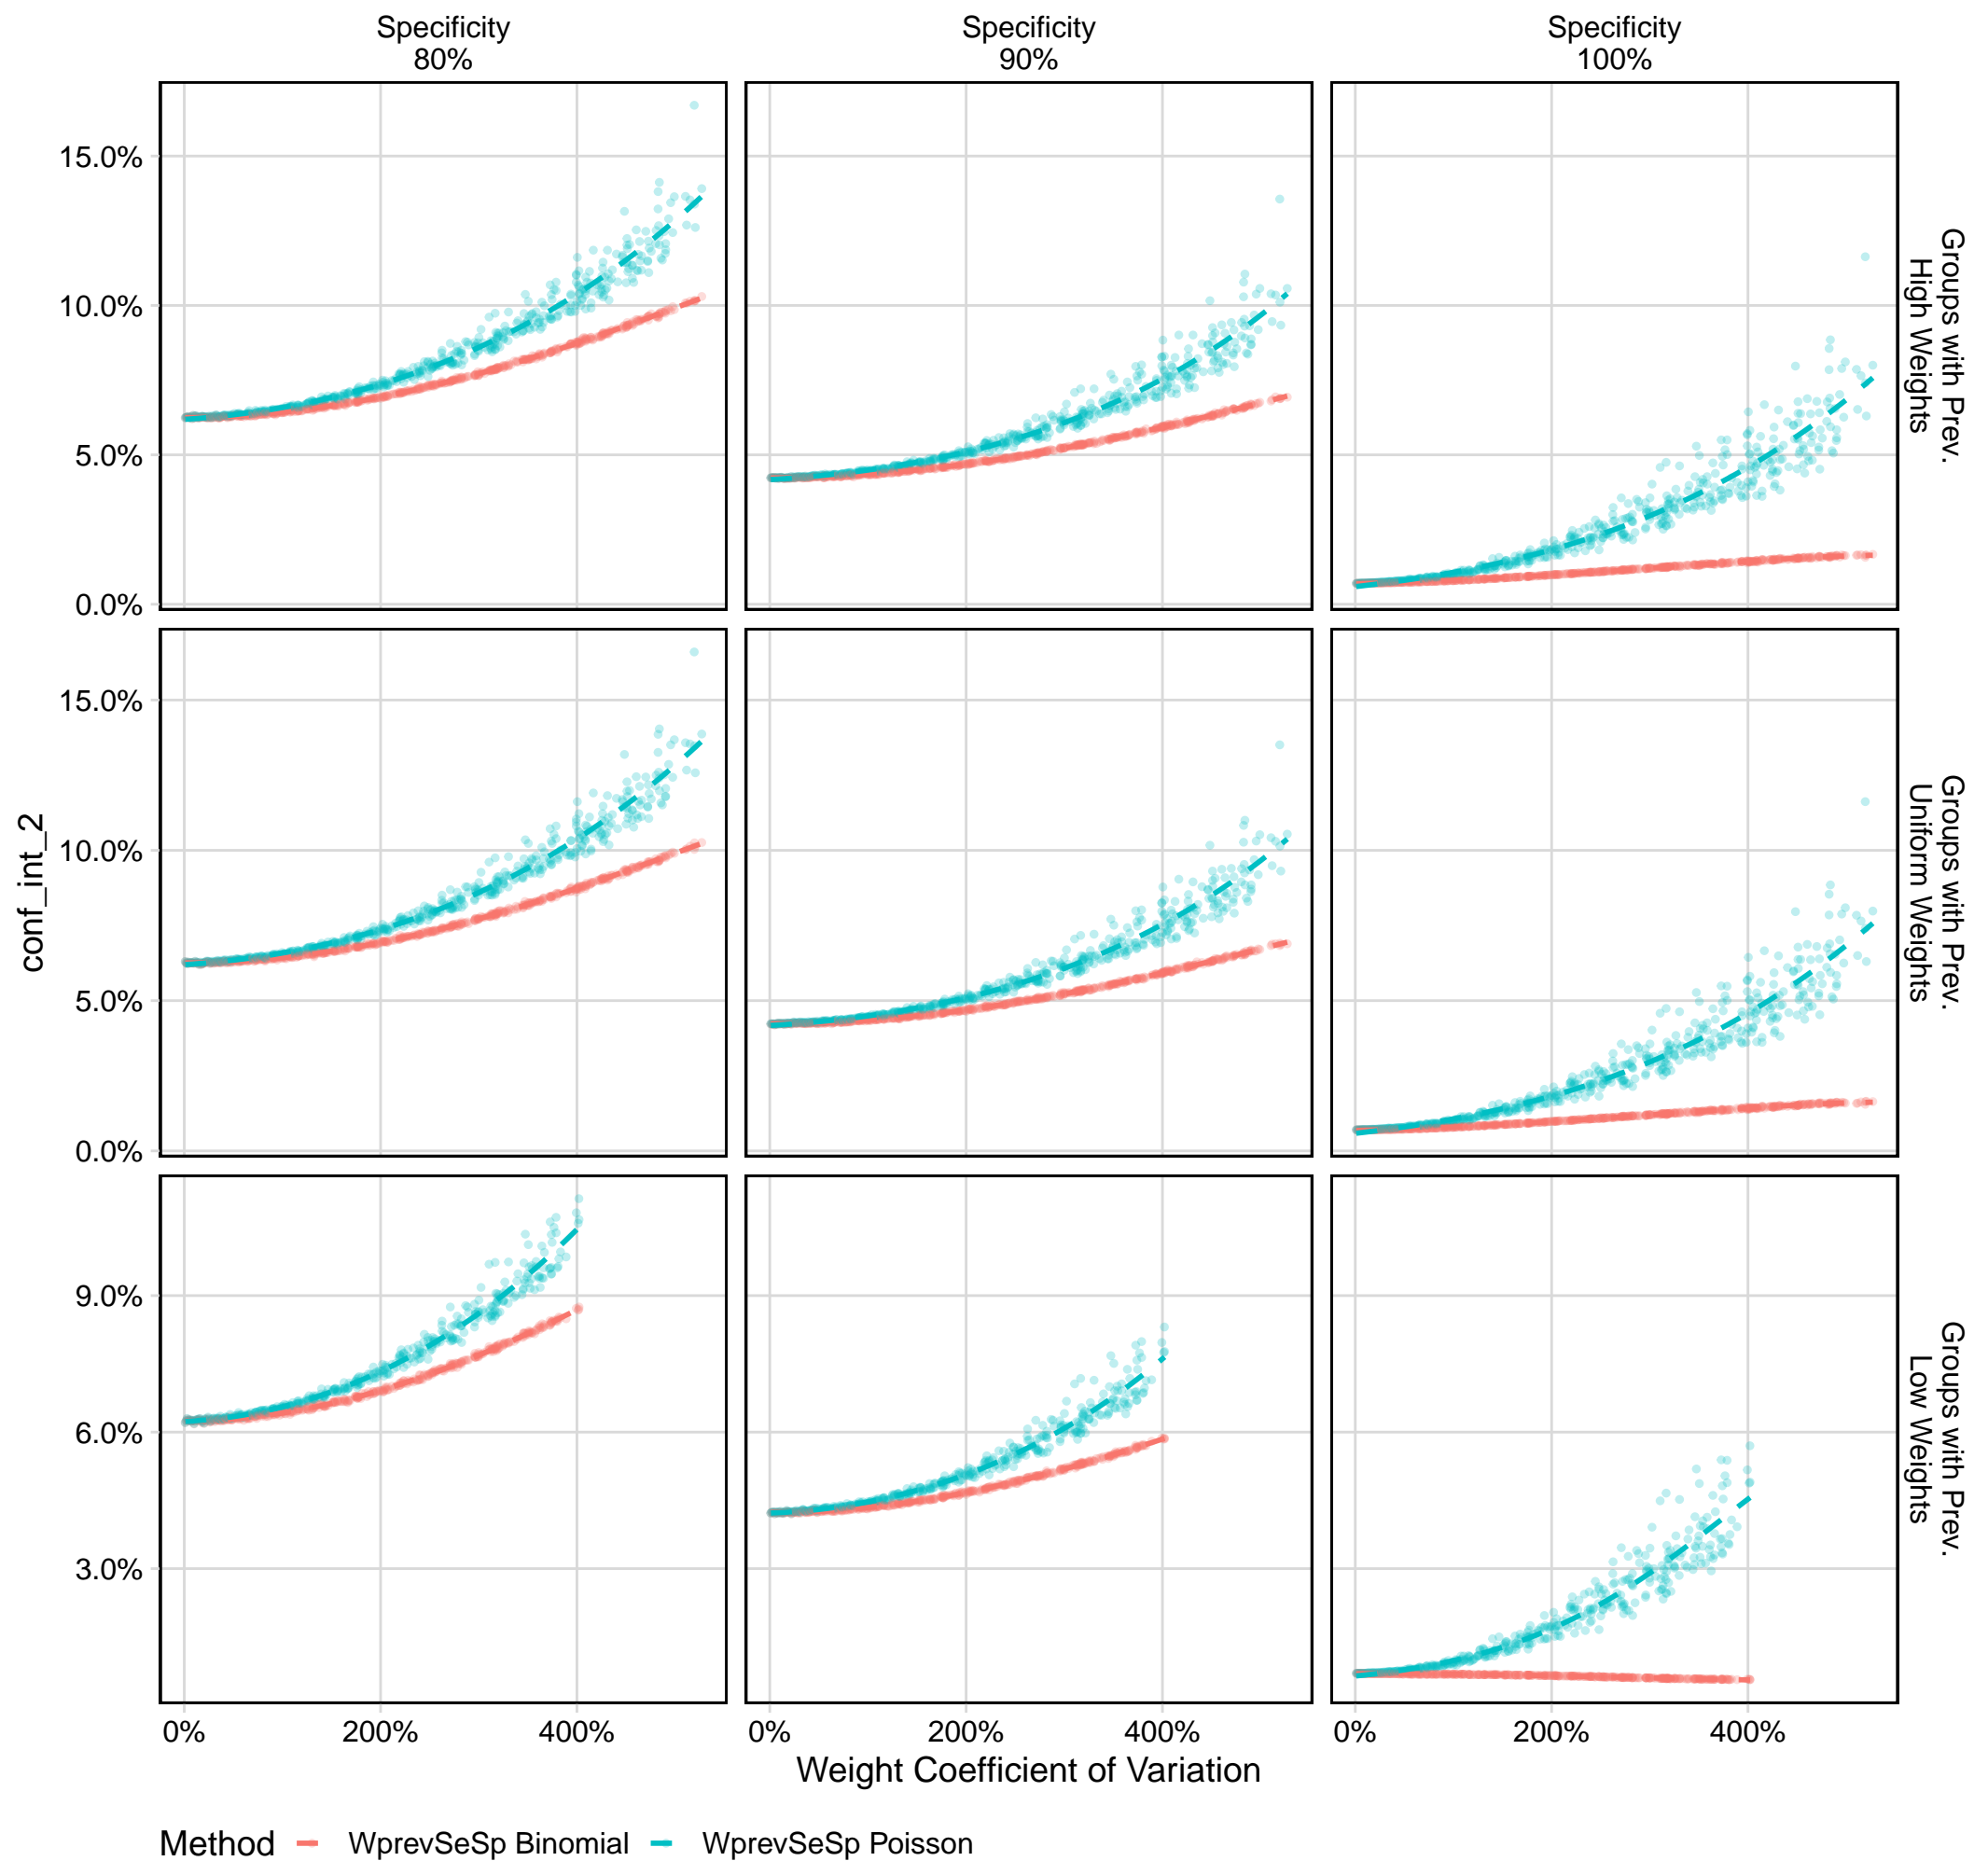 Specificity
80%
Specificity
90%
Specificity
100%
15.0%
10.0%
5.0%
0.0%
Groups with Prev.
High Weights
15.0%
10.0%
5.0%
0.0%
Groups with Prev.
Uniform Weights
conf_int_2
9.0%
6.0%
3.0%
Groups with Prev.
Low Weights
0% 200% 400% 0% 200% 400% 0% 200% 400%
Weight Coefficient of Variation
Method WprevSeSp Binomial WprevSeSp Poisson